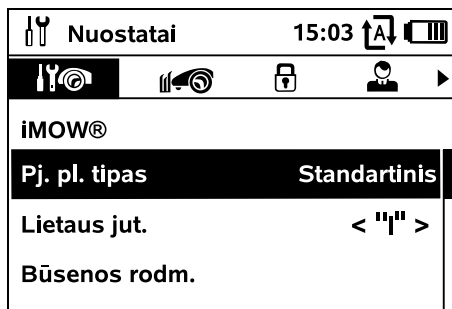 Nuostatai 15:03 A
iMOW®
Pj. pl. tipas Standartinis
Lietaus jut. < "I" >
Būsenos rodm.